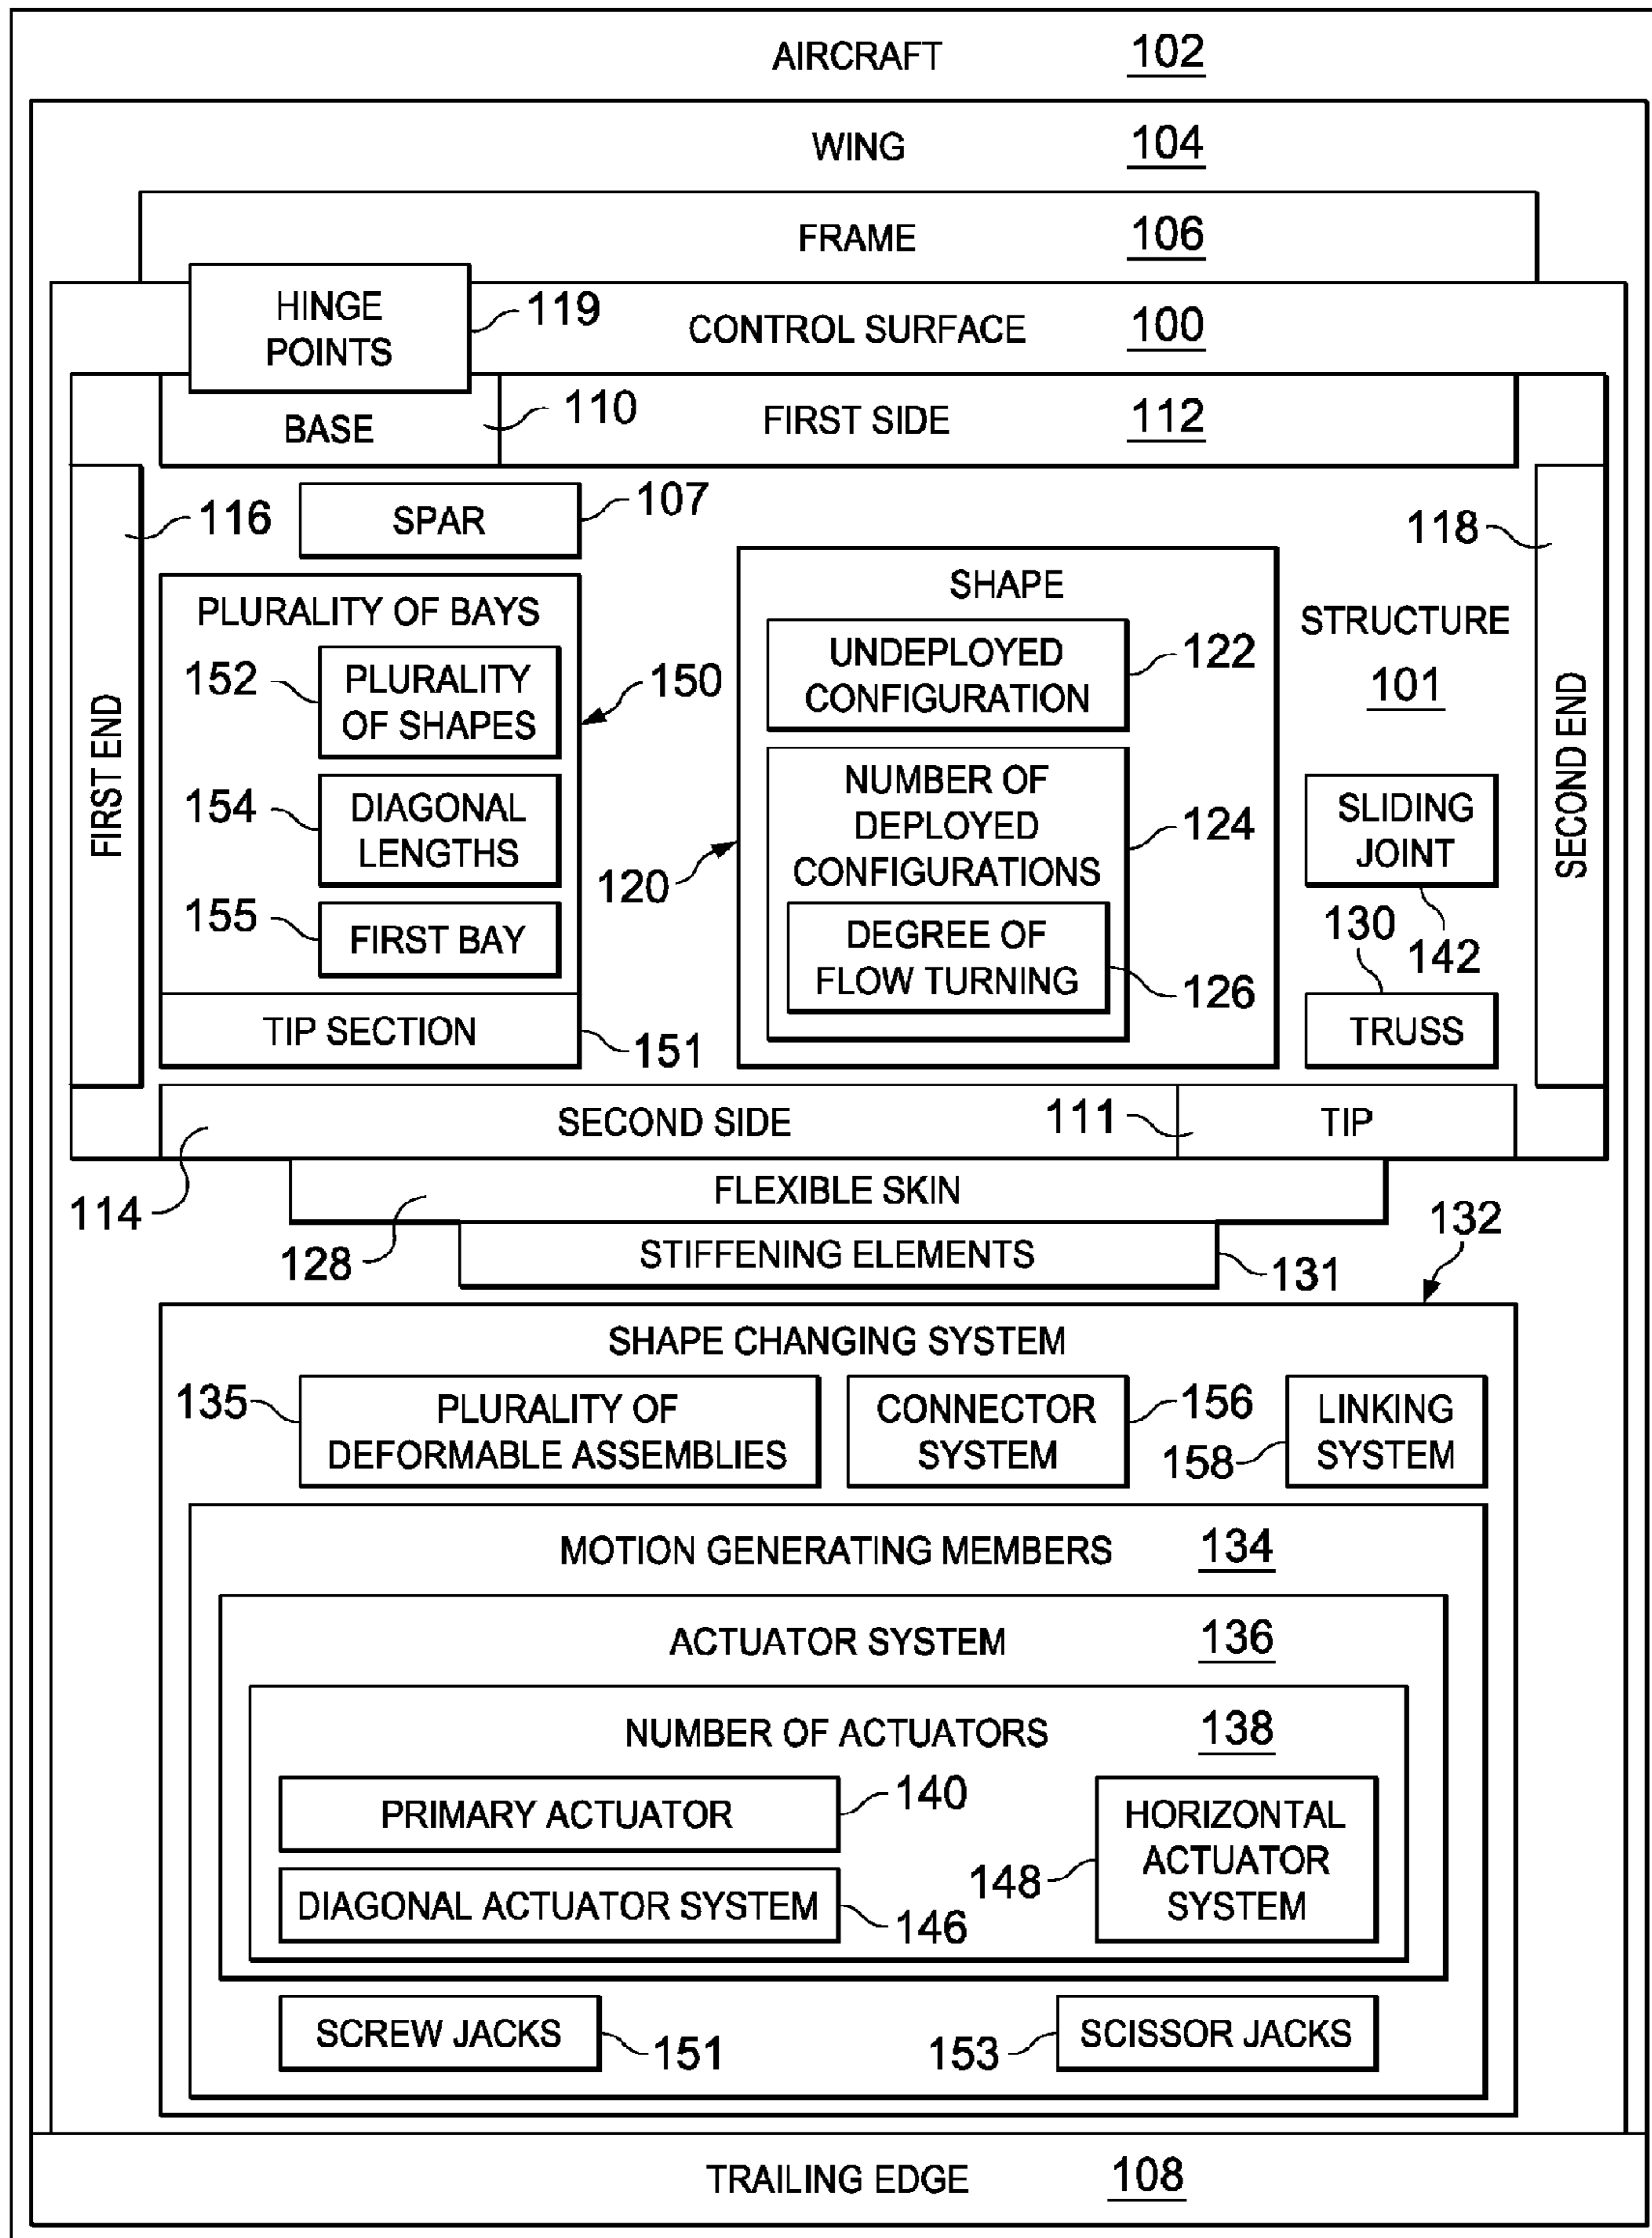 AIRCRAFT 102
WING 104
FRAME 106
HINGE
POINTS
119
CONTROL SURFACE 100
BASE
110
FIRST SIDE 112
116
SPAR
107
118
FIRST END
PLURALITY OF BAYS
152
PLURALITY
OF SHAPES
150
154
DIAGONAL
LENGTHS
155
FIRST BAY
TIP SECTION
151
SHAPE
UNDEPLOYED
CONFIGURATION
122
NUMBER OF
DEPLOYED
CONFIGURATIONS
124
120
DEGREE OF
FLOW TURNING
126
STRUCTURE
101
SLIDING
JOINT
142
130
TRUSS
SECOND END
SECOND SIDE
111
TIP
114
FLEXIBLE SKIN
128
STIFFENING ELEMENTS
131
132
SHAPE CHANGING SYSTEM
135
PLURALITY OF
DEFORMABLE ASSEMBLIES
CONNECTOR
SYSTEM
156
LINKING
SYSTEM
158
MOTION GENERATING MEMBERS 134
ACTUATOR SYSTEM 136
NUMBER OF ACTUATORS 138
PRIMARY ACTUATOR
140
DIAGONAL ACTUATOR SYSTEM
146
148
HORIZONTAL
ACTUATOR
SYSTEM
SCREW JACKS
151
153
SCISSOR JACKS
TRAILING EDGE 108